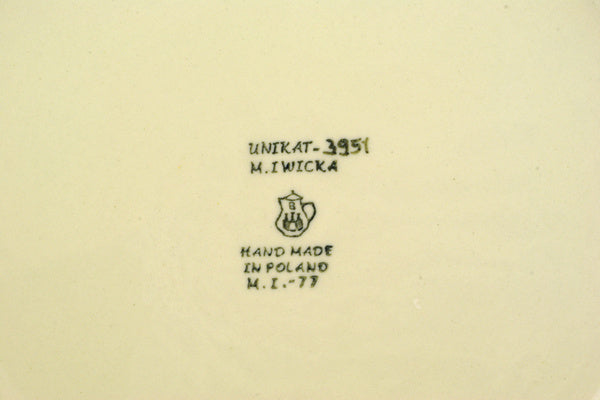 UNIKAT-3951
M.IWICKA
B
HAND MADE
IN POLAND
M.I.-77